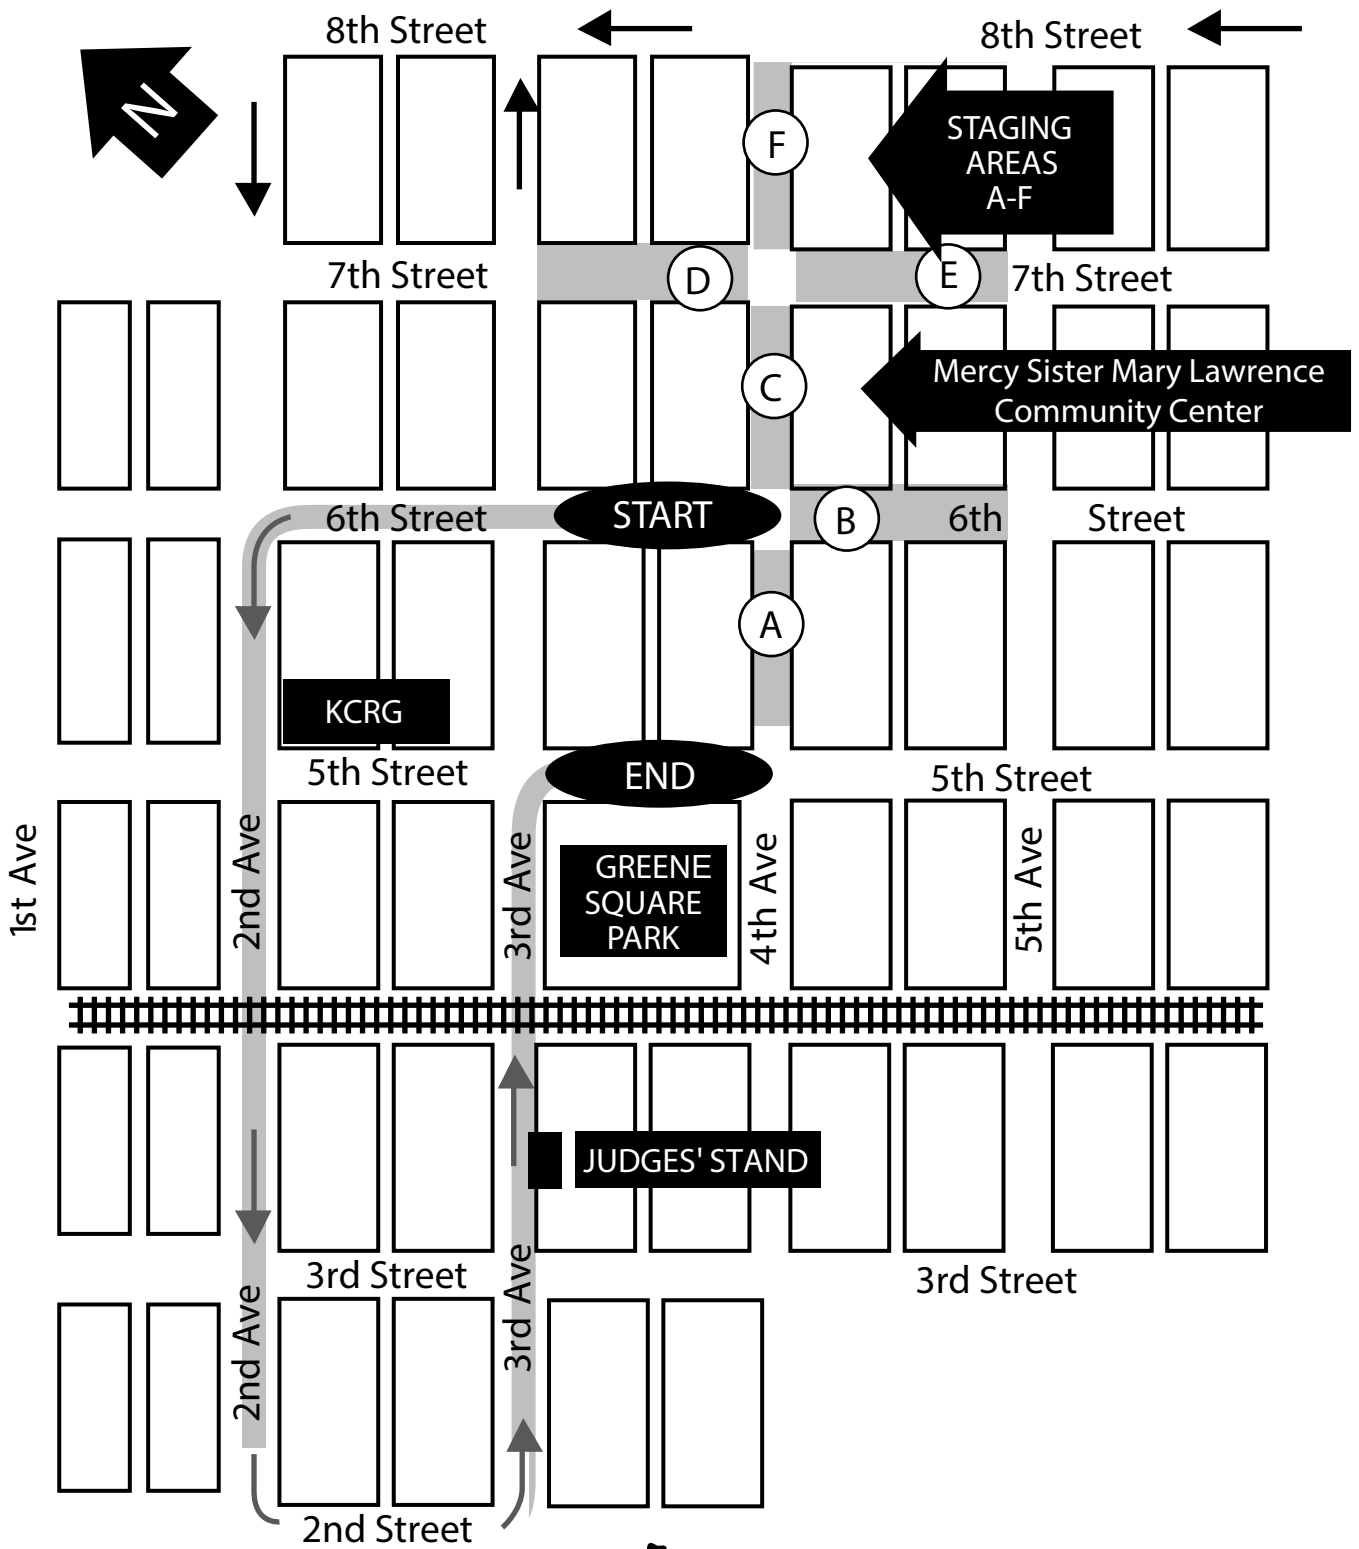 8th Street
8th Street
N
F
STAGING
AREAS
A-F
7th Street
D
E
7th Street
C
Mercy Sister Mary Lawrence
Community Center
6th Street
START
B
6th Street
A
KCRG
5th Street
END
5th Street
1st Ave
2nd Ave
3rd Ave
GREENE
SQUARE
PARK
4th Ave
5th Ave
JUDGES' STAND
3rd Street
3rd Street
2nd Ave
3rd Ave
2nd Street